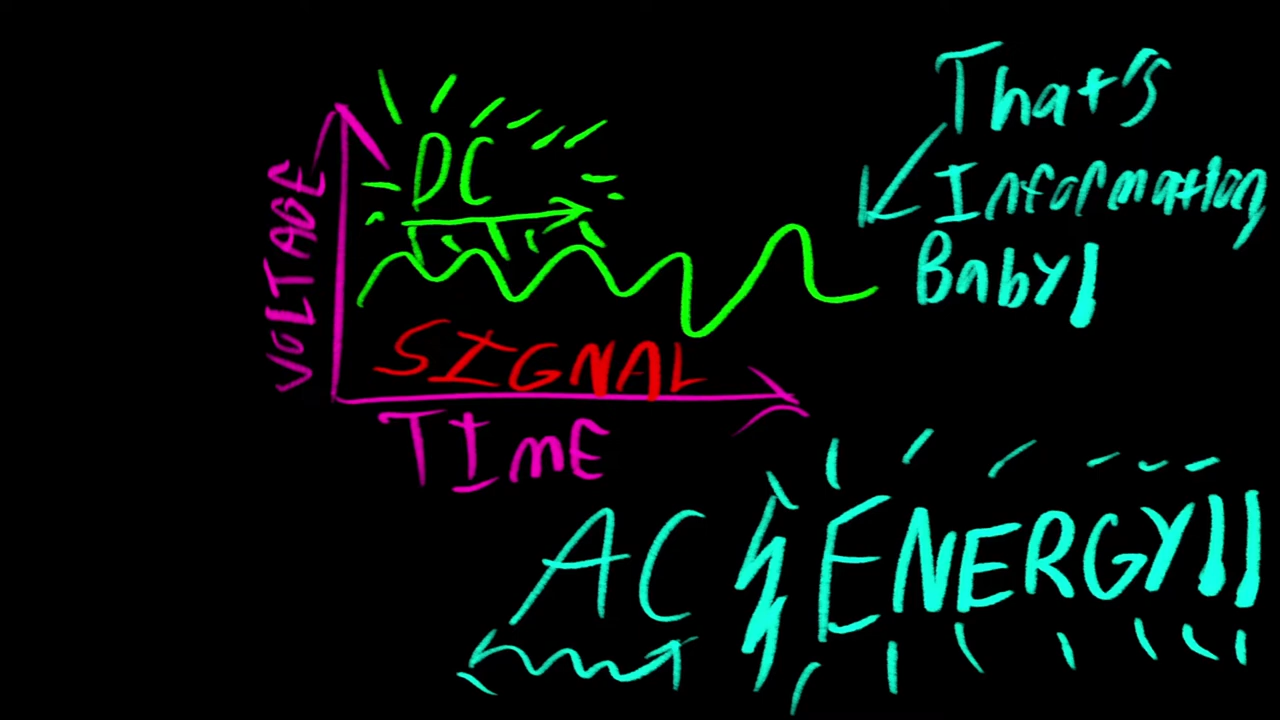 That's
Information
Baby!
DC
VOLTAGE
SIGNAL
TIME
AC ENERGY!!